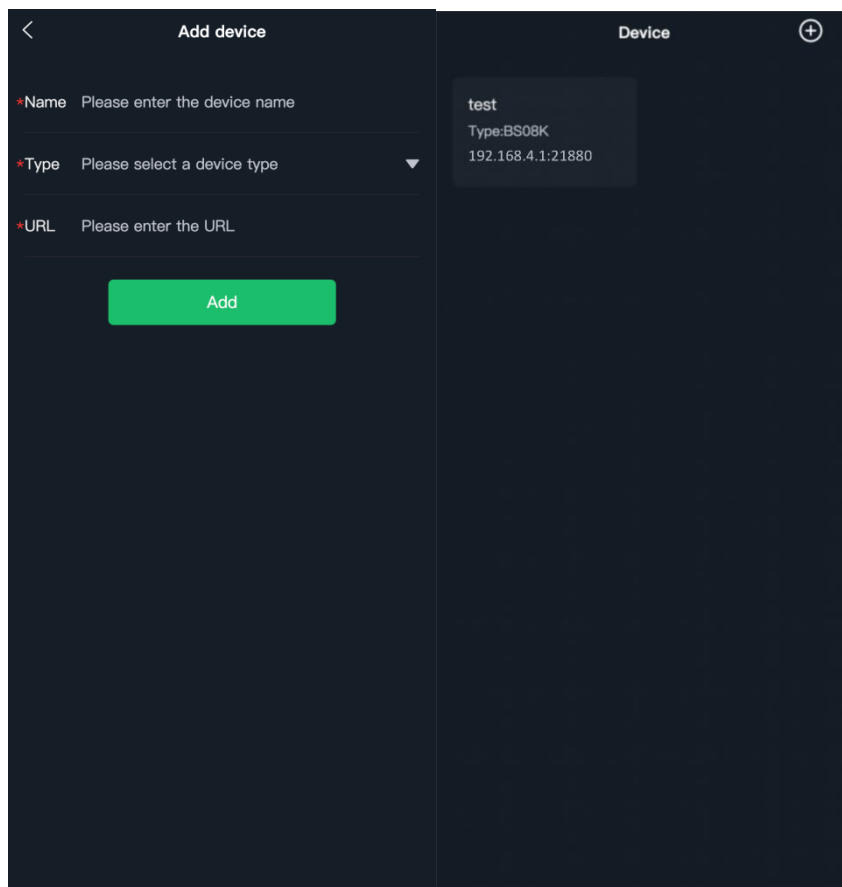 Add device
*Name Please enter the device name
*Type Please select a device type
*URL Please enter the URL
Add
Device
test
Type:BS08K
192.168.4.1:21880